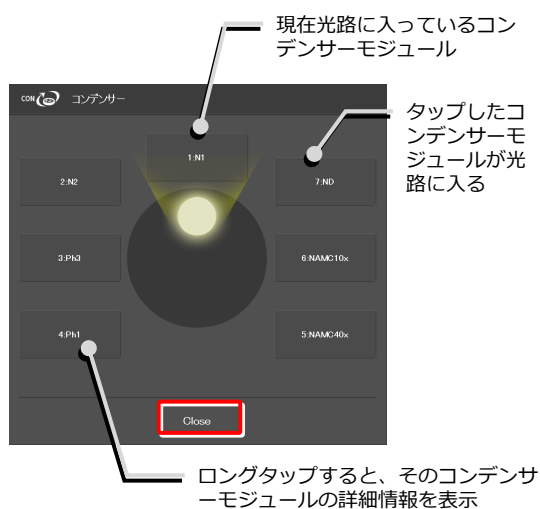 現在光路に入っているコン
デンサーモジュール
CON
コンデンサー
タップしたコ
ンデンサーモ
ジュールが光
路に入る
1:N1
2:N2
7:ND
3:Ph3
6:NAMC10x
4:Ph1
5:NAMC40x
Close
ロングタップすると、そのコンデンサ
ーモジュールの詳細情報を表示